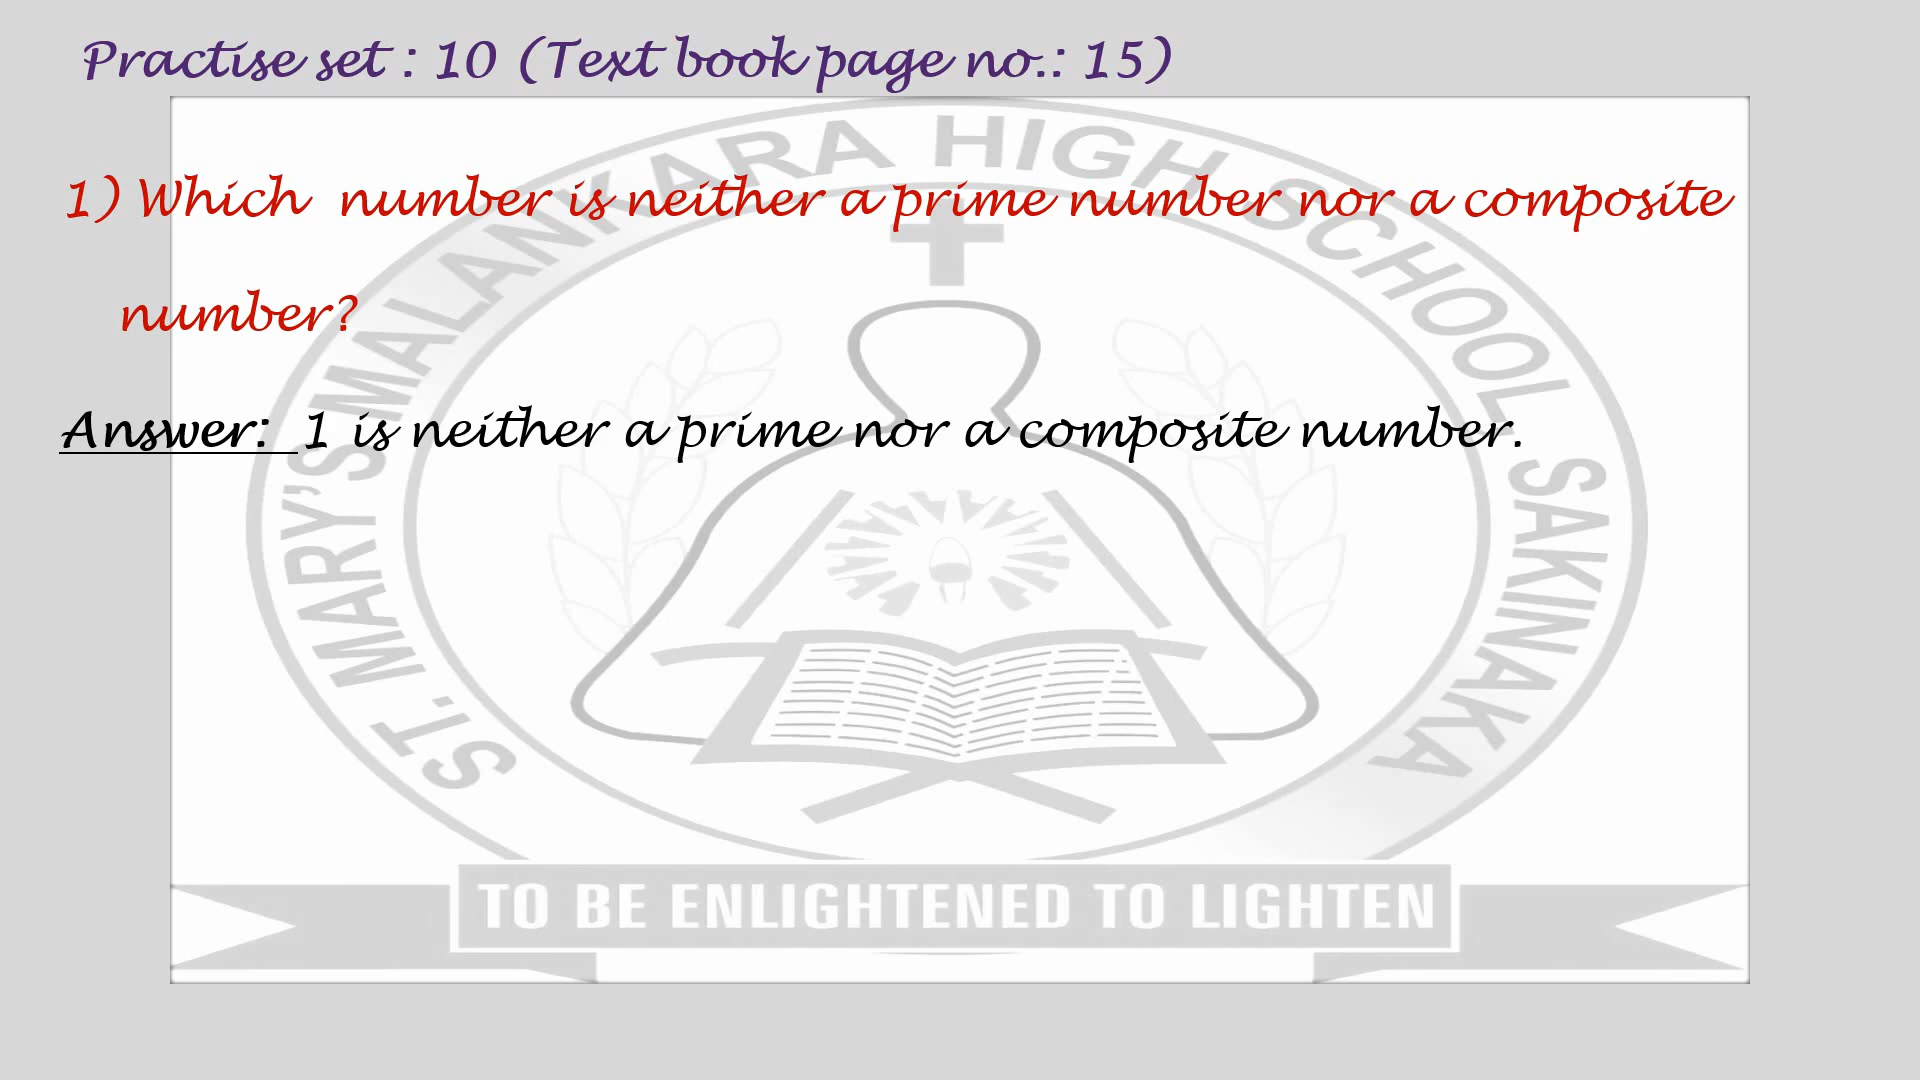 Practise set : 10 (Text book page no.: 15)
1) Which number is neither a prime number nor a composite
number?
Answer: 1 is neither a prime nor a composite number.
ST. MARY'S MALANKARA HIGH SCHOOL SAKINAKA
TO BE ENLIGHTENED TO LIGHTEN